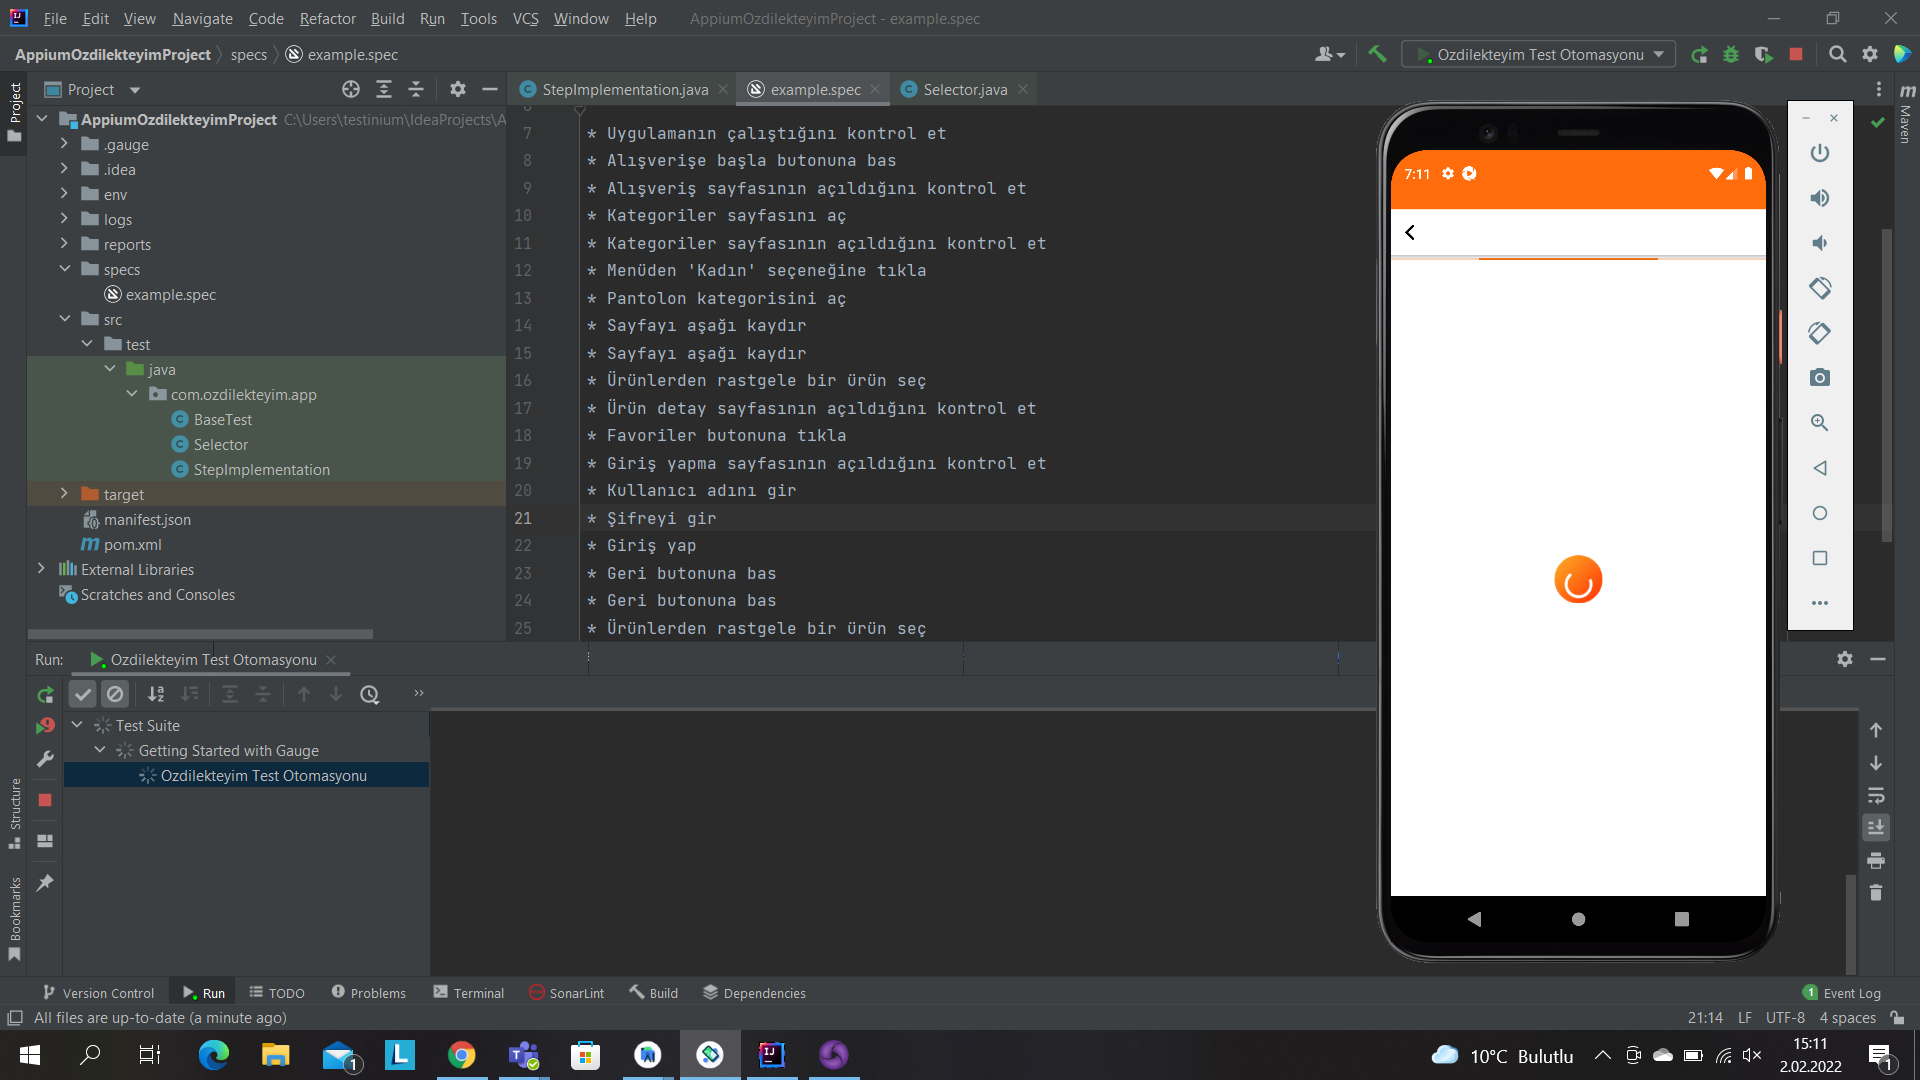 File Edit View Navigate Code Refactor Build Run Tools VCS Window Help AppiumOzdilekteyimProject - example.spec
AppiumOzdilekteyimProject specs example.spec
Ozdilekteyim Test Otomasyonu
Project
StepImplementation.java
example.spec
Selector.java
Project
Maven
AppiumOzdilekteyimProject C:\Users\testinium\IdeaProjects\A
.gauge
.idea
env
logs
reports
specs
example.spec
src
test
java
com.ozdilekteyim.app
BaseTest
Selector
StepImplementation
target
manifest.json
pom.xml
External Libraries
Scratches and Consoles
7 * Uygulamanın çalıştığını kontrol et
8 * Alışverişe başla butonuna bas
9 * Alışveriş sayfasının açıldığını kontrol et
10 * Kategoriler sayfasını aç
11 * Kategoriler sayfasının açıldığını kontrol et
12 * Menüden 'Kadın' seçeneğine tıkla
13 * Pantolon kategorisini aç
14 * Sayfayı aşağı kaydır
15 * Sayfayı aşağı kaydır
16 * Ürünlerden rastgele bir ürün seç
17 * Ürün detay sayfasının açıldığını kontrol et
18 * Favoriler butonuna tıkla
19 * Giriş yapma sayfasının açıldığını kontrol et
20 * Kullanıcı adını gir
21 * Şifreyi gir
22 * Giriş yap
23 * Geri butonuna bas
24 * Geri butonuna bas
25 * Ürünlerden rastgele bir ürün seç
7:11
Run: Ozdilekteyim Test Otomasyonu
Test Suite
Getting Started with Gauge
Ozdilekteyim Test Otomasyonu
Structure
Bookmarks
Version Control Run TODO Problems Terminal SonarLint Build Dependencies
1 Event Log
All files are up-to-date (a minute ago)
21:14 LF UTF-8 4 spaces
10°C Bulutlu
15:11
2.02.2022